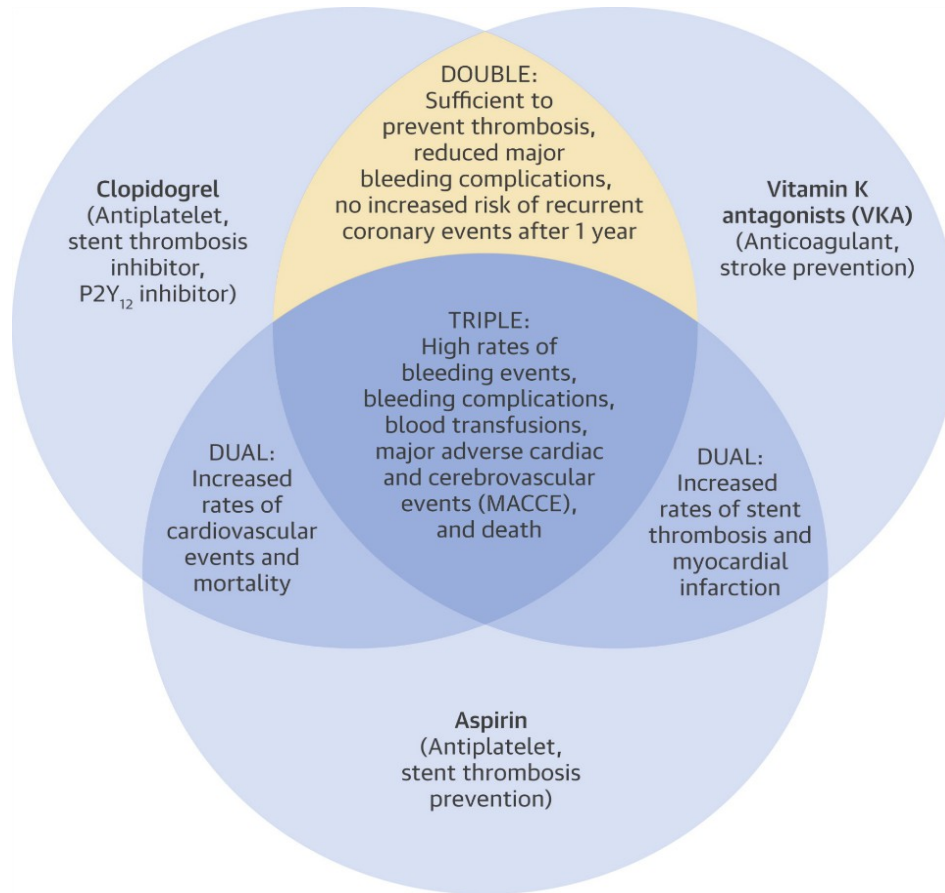 DOUBLE:
Sufficient to
prevent thrombosis,
reduced major
bleeding complications,
no increased risk of recurrent
coronary events after 1 year
Clopidogrel
(Antiplatelet,
stent thrombosis
inhibitor,
P2Y₁₂ inhibitor)
Vitamin K
antagonists (VKA)
(Anticoagulant,
stroke prevention)
TRIPLE:
High rates of
bleeding events,
bleeding complications,
blood transfusions,
major adverse cardiac
and cerebrovascular
events (MACCE),
and death
DUAL:
Increased
rates of
cardiovascular
events and
mortality
DUAL:
Increased
rates of stent
thrombosis and
myocardial
infarction
Aspirin
(Antiplatelet,
stent thrombosis
prevention)